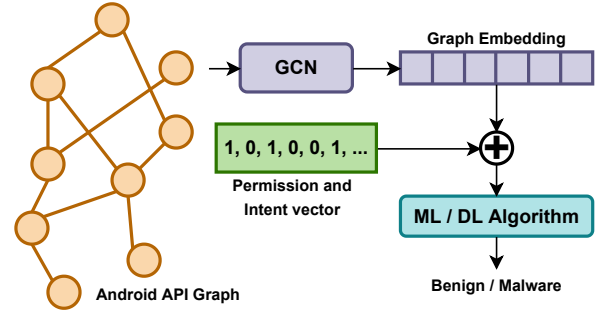 Graph Embedding
GCN
1, 0, 1, 0, 0, 1, ...
Permission and
Intent vector
ML / DL Algorithm
Benign / Malware
Android API Graph